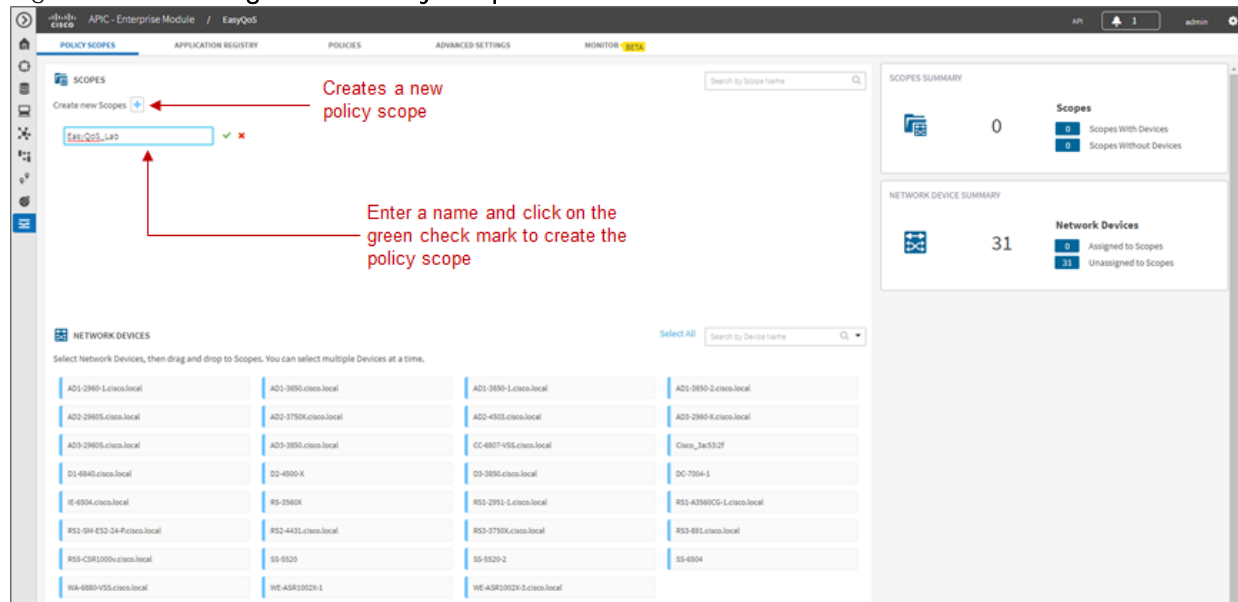 cisco APIC - Enterprise Module / EasyQoS API 1 admin
POLICY SCOPES APPLICATION REGISTRY POLICIES ADVANCED SETTINGS MONITOR BETA
SCOPES
Search by Scope Name
Create new Scopes +
EasyQoS_Lab
Creates a new
policy scope
Enter a name and click on the
green check mark to create the
policy scope
SCOPES SUMMARY
0
Scopes
0 Scopes With Devices
0 Scopes Without Devices
NETWORK DEVICE SUMMARY
31
Network Devices
0 Assigned to Scopes
31 Unassigned to Scopes
NETWORK DEVICES
Select All
Search by Device Name
Select Network Devices, then drag and drop to Scopes. You can select multiple Devices at a time.
AD1-2960-1.cisco.local AD1-3650.cisco.local AD1-3850-1.cisco.local AD1-3850-2.cisco.local
AD2-2960S.cisco.local AD2-3750X.cisco.local AD2-4503.cisco.local AD3-2960-X.cisco.local
AD3-2960S.cisco.local AD3-3850.cisco.local CC-6807-VSS.cisco.local Cisco_3a:53:2f
D1-6840.cisco.local D2-4500-X D3-3850.cisco.local DC-7004-1
IE-6504.cisco.local RS-3560X RS1-2951-1.cisco.local RS1-A3560CG-1.cisco.local
RS1-SM-ES2-24-P.cisco.local RS2-4431.cisco.local RS3-3750X.cisco.local RS3-891.cisco.local
RS5-CSR1000v.cisco.local SS-5520 SS-5520-2 SS-6504
WA-6880-VSS.cisco.local WE-ASR1002X-1 WE-ASR1002X-3.cisco.local